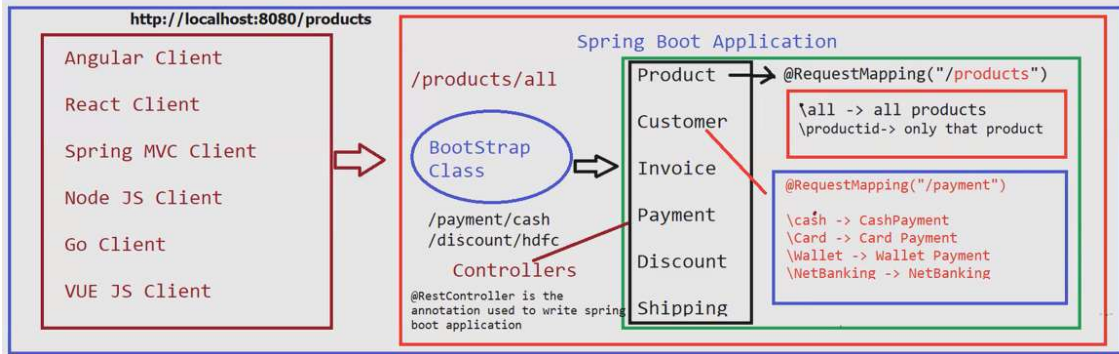 http://localhost:8080/products
Angular Client
React Client
Spring MVC Client
Node JS Client
Go Client
VUE JS Client
Spring Boot Application
/products/all
BootStrap
Class
/payment/cash
/discount/hdfc
Controllers
@RestController is the
annotation used to write spring
boot application
Product
Customer
Invoice
Payment
Discount
Shipping
@RequestMapping("/products")
\all -> all products
\productid-> only that product
@RequestMapping("/payment")
\cash -> CashPayment
\Card -> Card Payment
\Wallet -> Wallet Payment
\NetBanking -> NetBanking